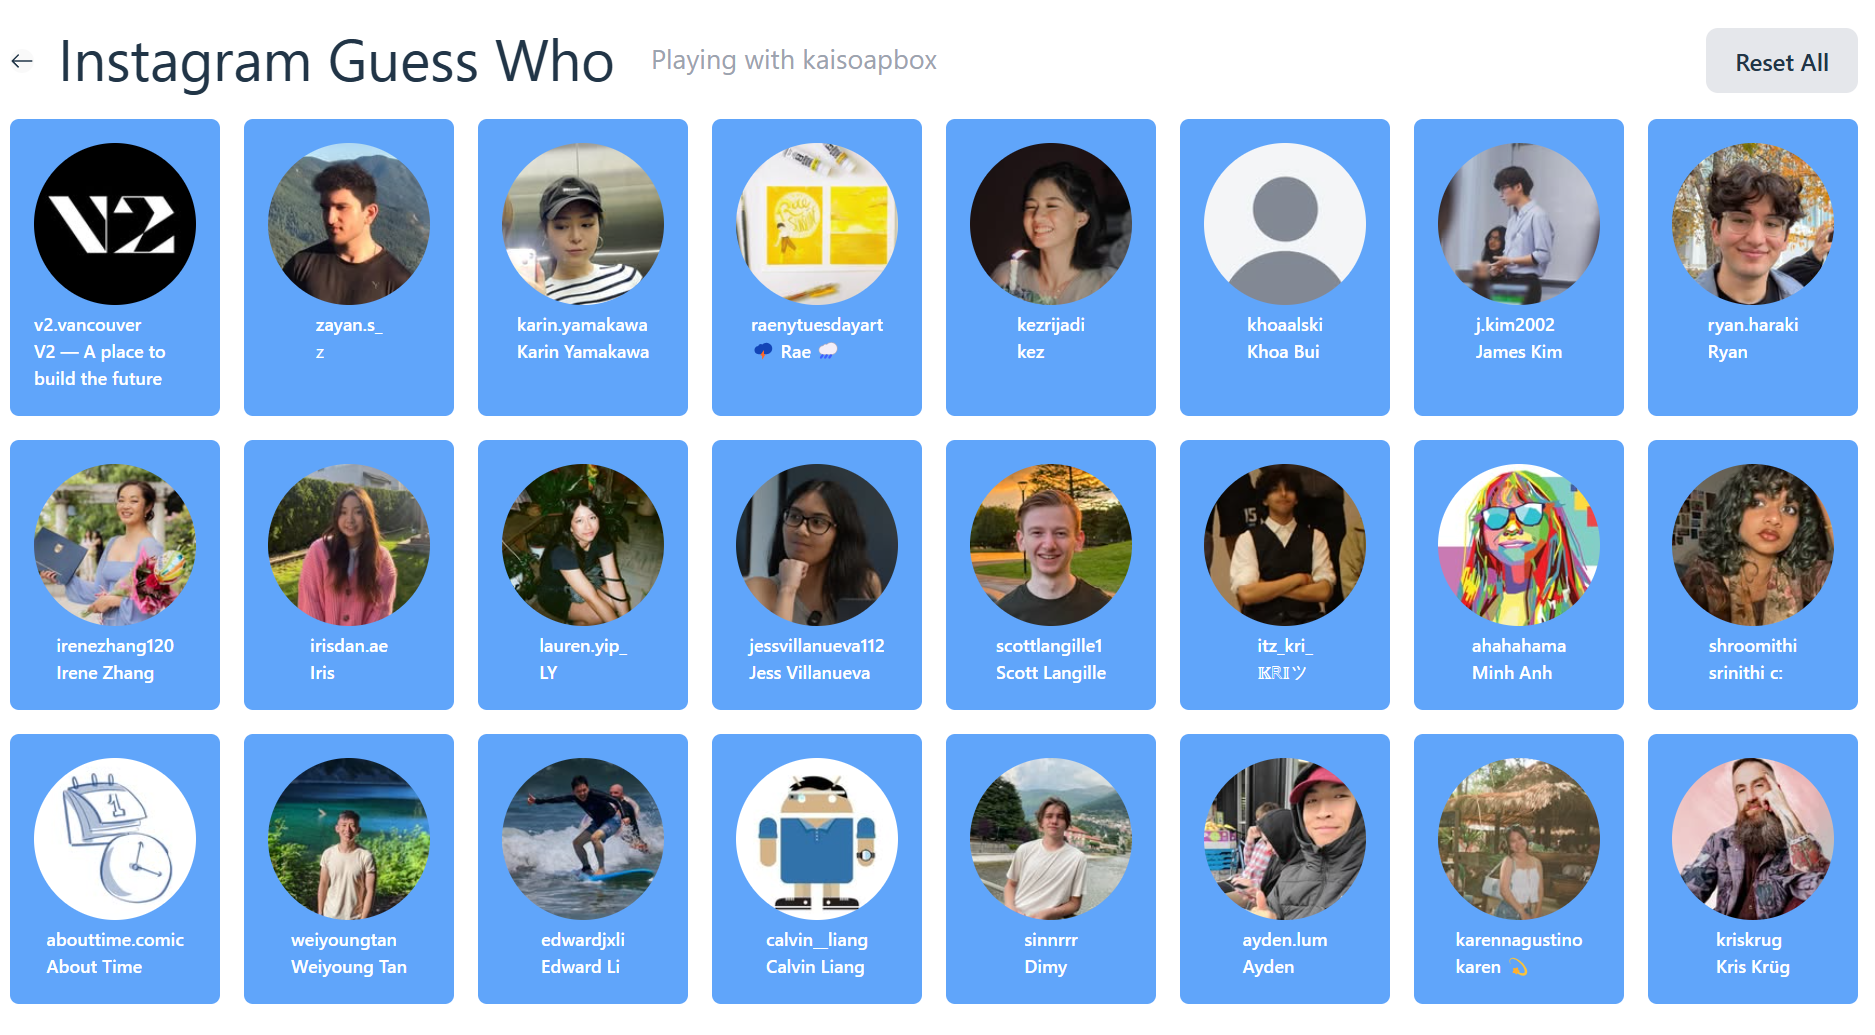 ← Instagram Guess Who
Playing with kaisoapbox
Reset All
V2
v2.vancouver
V2 — A place to
build the future
zayan.s_
z
karin.yamakawa
Karin Yamakawa
raenytuesdayart
🌩️ Rae 🌧️
kezrijadi
kez
khoaalski
Khoa Bui
j.kim2002
James Kim
ryan.haraki
Ryan
irenezhang120
Irene Zhang
irisdan.ae
Iris
lauren.yip_
LY
jessvillanueva112
Jess Villanueva
scottlangille1
Scott Langille
15
itz_kri_
𝕂ℝ𝕀ツ
ahahahama
Minh Anh
shroomithi
srinithi c:
1
abouttime.comic
About Time
weiyoungtan
Weiyoung Tan
edwardjxli
Edward Li
calvin__liang
Calvin Liang
sinnrrr
Dimy
ayden.lum
Ayden
karennagustino
karen 💫
kriskrug
Kris Krüg